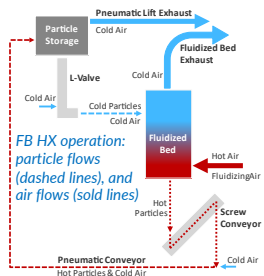 Pneumatic Lift Exhaust
Cold Air
Particle
Storage
Fluidized Bed
Exhaust
L-Valve
Cold Air
Cold Air
Cold Particles
Cold Air
FB HX operation:
particle flows
(dashed lines), and
air flows (sold lines)
Fluidized
Bed
Hot Air
FluidizingAir
Hot
Particles
Screw
Conveyor
Pneumatic Conveyor
Hot Particles & Cold Air
Cold Air